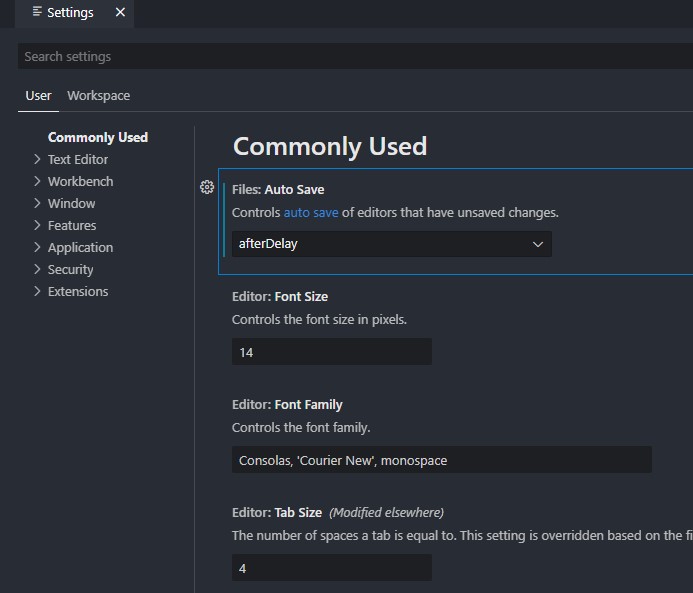 Settings
Search settings
User Workspace
Commonly Used
Text Editor
Workbench
Window
Features
Application
Security
Extensions
Commonly Used
Files: Auto Save
Controls auto save of editors that have unsaved changes.
afterDelay
Editor: Font Size
Controls the font size in pixels.
14
Editor: Font Family
Controls the font family.
Consolas, 'Courier New', monospace
Editor: Tab Size (Modified elsewhere)
The number of spaces a tab is equal to. This setting is overridden based on the fi
4